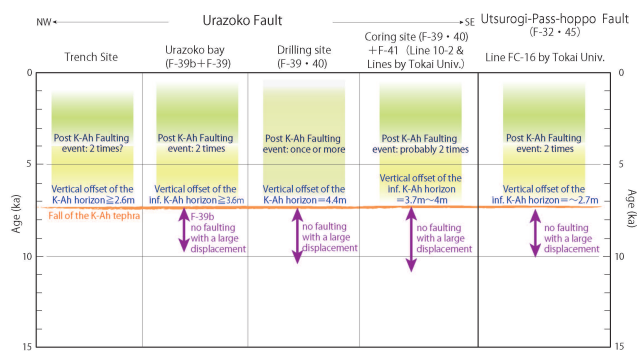 Urazoko Fault
NW
SE
Utsurogi-Pass-hoppo Fault
(F-32・45)
Trench Site
Urazoko bay
(F-39b+F-39)
Drilling site
(F-39・40)
Coring site (F-39・40)
+F-41 (Line 10-2 &
Lines by Tokai Univ.)
Line FC-16 by Tokai Univ.
0
5
10
15
Age (ka)
Post K-Ah Faulting
event: 2 times?
Vertical offset of the
K-Ah horizon≧2.6m
Fall of the K-Ah tephra
Post K-Ah Faulting
event: 2 times
Vertical offset of the
inf. K-Ah horizon≧3.6m
F-39b
no faulting
with a large
displacement
Post K-Ah Faulting
event: once or more
Vertical offset of the
K-Ah horizon=4.4m
no faulting
with a large
displacement
Post K-Ah Faulting
event: probably 2 times
Vertical offset of the
inf. K-Ah horizon
=3.7m～4m
no faulting
with a large
displacement
Post K-Ah Faulting
event: 2 times
Vertical offset of the
inf. K-Ah horizon=～2.7m
no faulting
with a large
displacement
0
5
10
15
Age (ka)